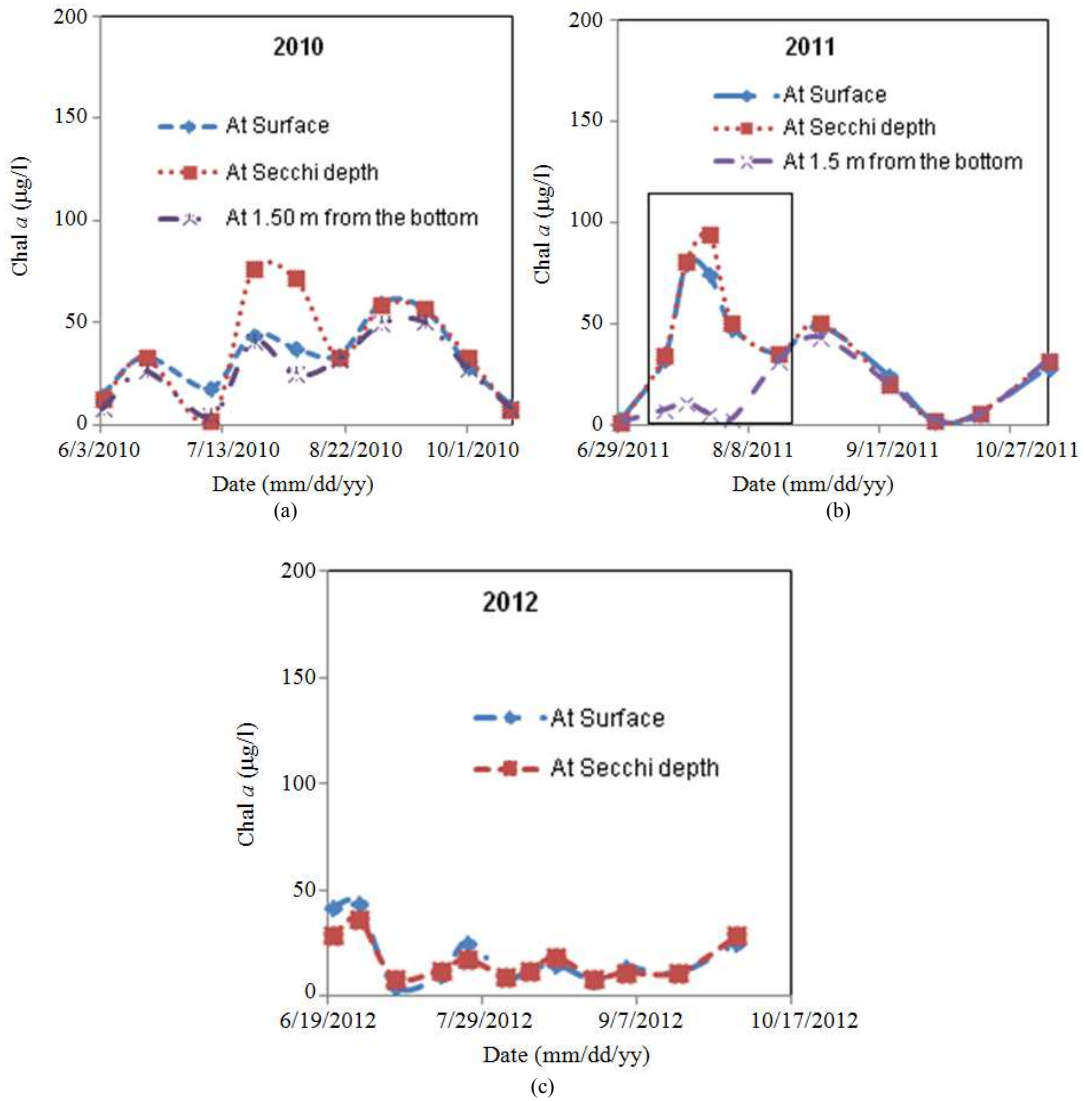 200
150
100
50
0
Chal a (µg/l)
2010
At Surface
At Secchi depth
At 1.50 m from the bottom
6/3/2010 7/13/2010 8/22/2010 10/1/2010
Date (mm/dd/yy)
(a)
200
150
100
50
0
Chal a (µg/l)
2011
At Surface
At Secchi depth
At 1.5 m from the bottom
6/29/2011 8/8/2011 9/17/2011 10/27/2011
Date (mm/dd/yy)
(b)
200
150
100
50
0
Chal a (µg/l)
2012
At Surface
At Secchi depth
6/19/2012 7/29/2012 9/7/2012 10/17/2012
Date (mm/dd/yy)
(c)